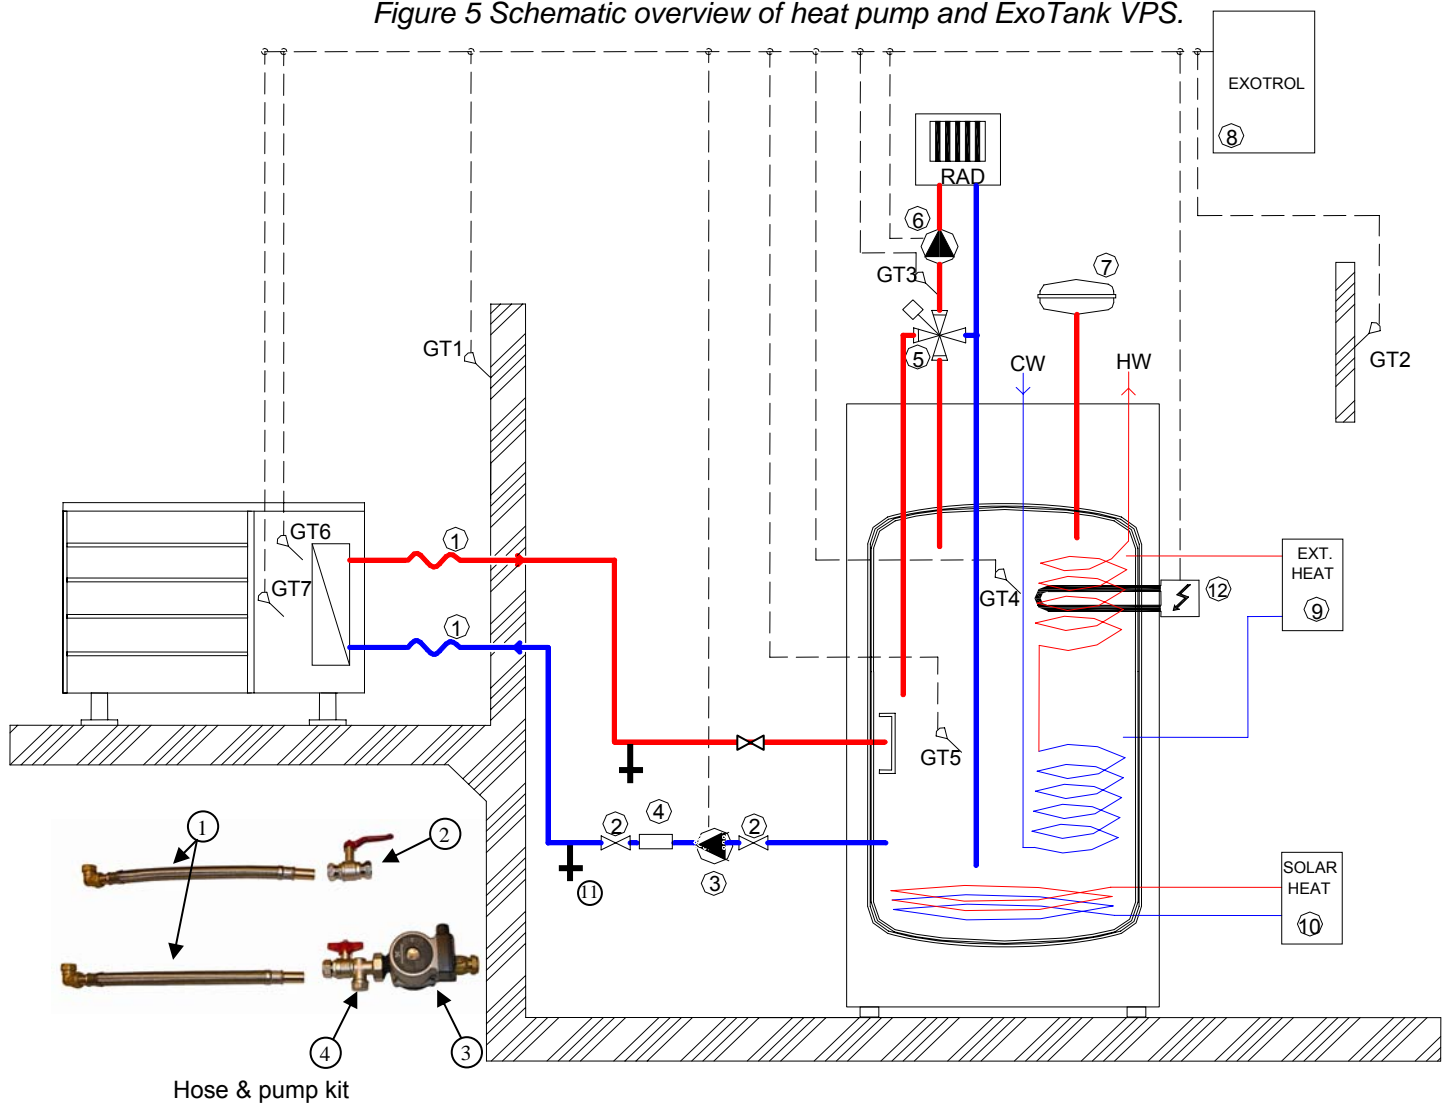 Figure 5 Schematic overview of heat pump and ExoTank VPS.
EXOTROL
8
RAD
6
GT3
7
5
GT1
CW
HW
GT2
GT6
1
GT7
1
GT4
12
EXT.
HEAT
9
GT5
2
4
2
3
11
SOLAR
HEAT
10
1
2
4
3
Hose & pump kit